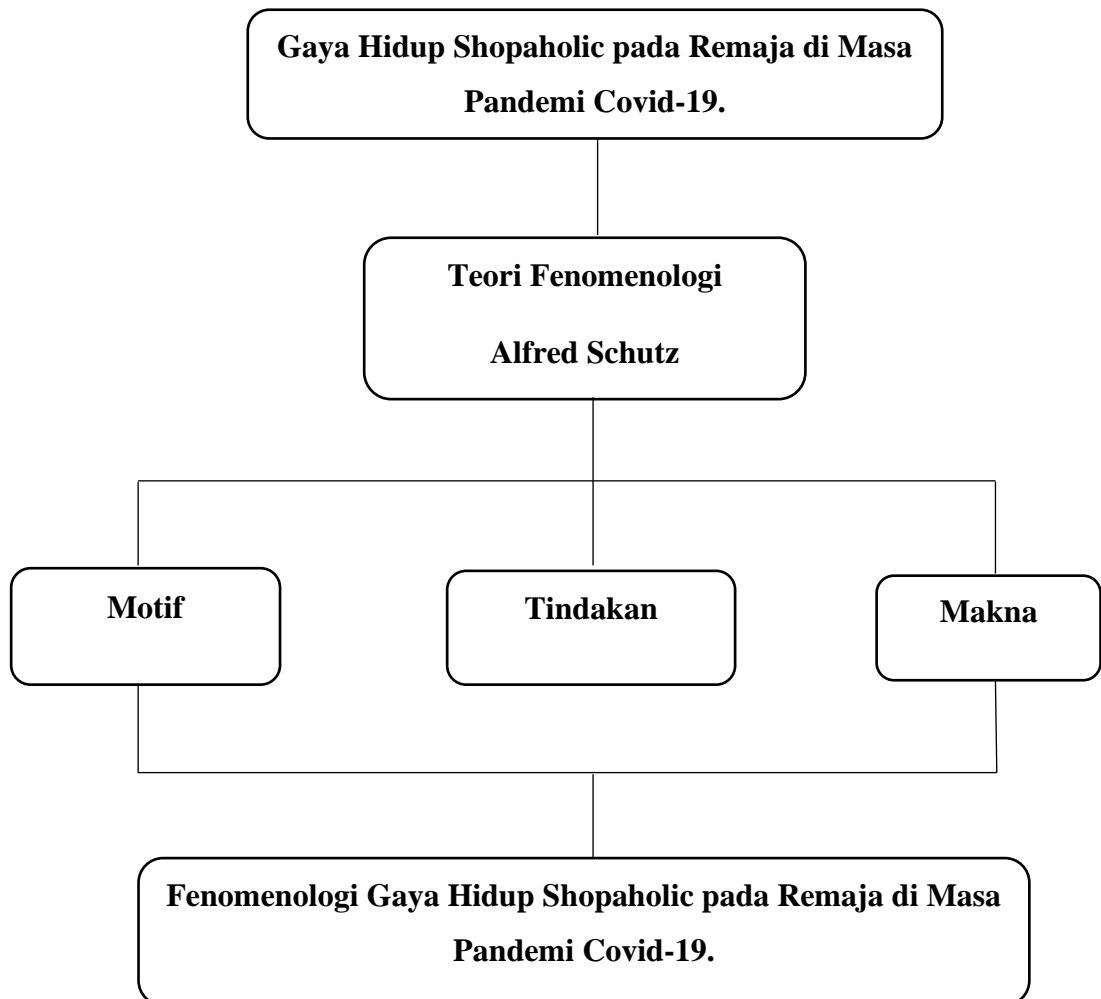 Gaya Hidup Shopaholic pada Remaja di Masa
Pandemi Covid-19.
Teori Fenomenologi
Alfred Schutz
Motif
Tindakan
Makna
Fenomenologi Gaya Hidup Shopaholic pada Remaja di Masa
Pandemi Covid-19.